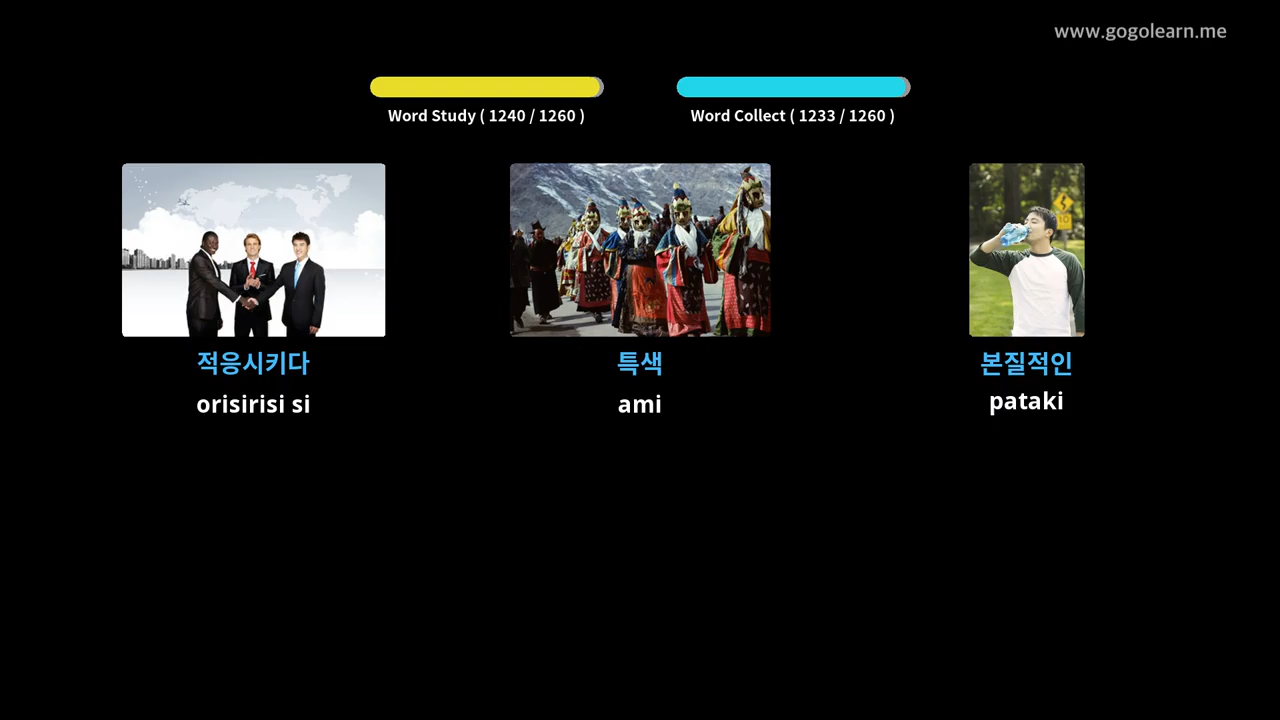 www.gogolearn.me
Word Study ( 1240 / 1260 )
Word Collect ( 1233 / 1260 )
적응시키다
특색
본질적인
orisirisi si
ami
pataki